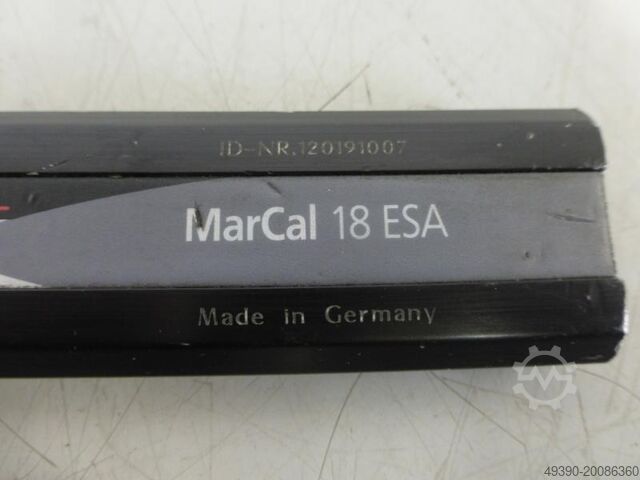 ID-NR.120191007
MarCal 18 ESA
Made in Germany
49390-20086360